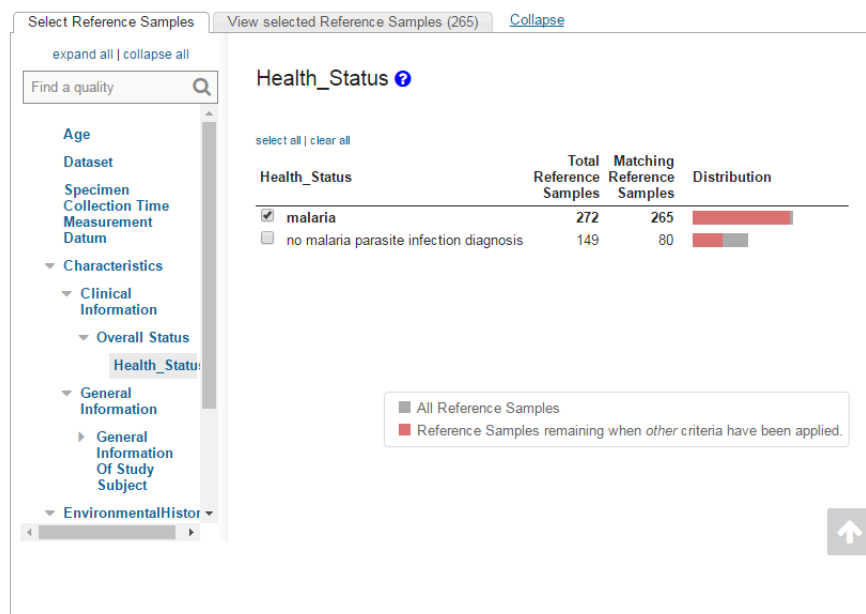 Select Reference Samples
View selected Reference Samples (265)
Collapse
expand all | collapse all
Find a quality
Age
Dataset
Specimen
Collection Time
Measurement
Datum
Characteristics
Clinical
Information
Overall Status
Health_Statu
General
Information
General
Information
Of Study
Subject
EnvironmentalHistor
Health_Status ?
select all | clear all
Health_Status Total Reference Samples Matching Reference Samples Distribution
malaria 272 265
no malaria parasite infection diagnosis 149 80
All Reference Samples
Reference Samples remaining when other criteria have been applied.